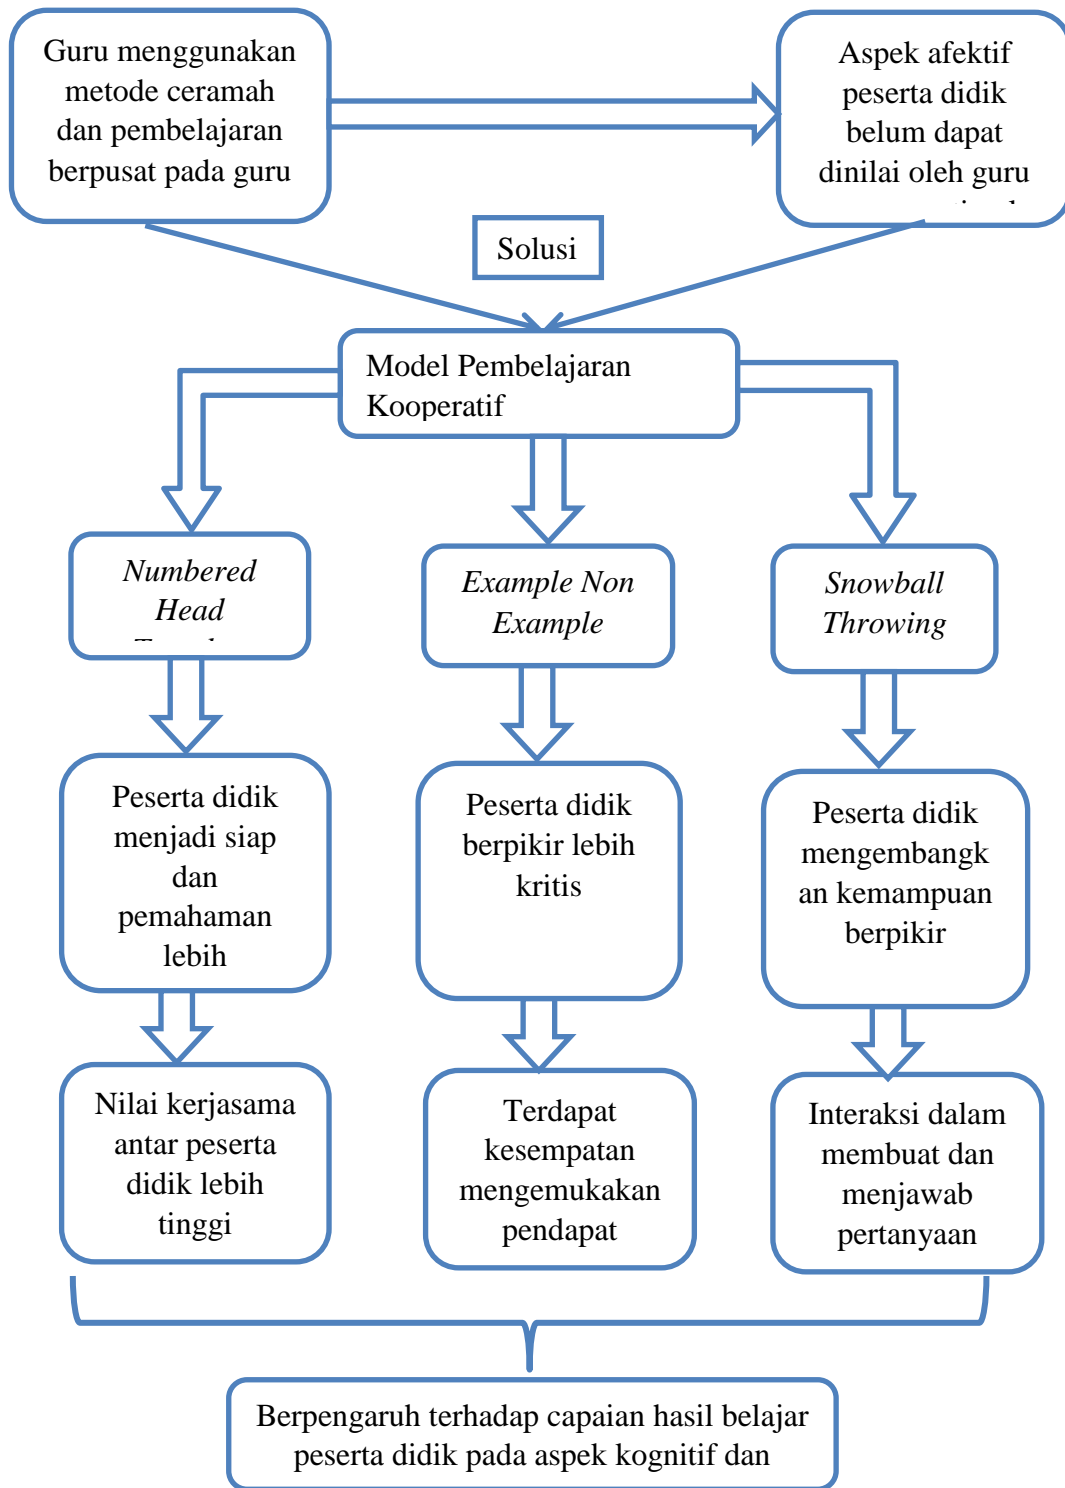 Guru menggunakan
metode ceramah
dan pembelajaran
berpusat pada guru
Aspek afektif
peserta didik
belum dapat
dinilai oleh guru
Solusi
Model Pembelajaran
Kooperatif
Numbered
Head
Example Non
Example
Snowball
Throwing
Peserta didik
menjadi siap
dan
pemahaman
lebih
Peserta didik
berpikir lebih
kritis
Peserta didik
mengembangk
an kemampuan
berpikir
Nilai kerjasama
antar peserta
didik lebih
tinggi
Terdapat
kesempatan
mengemukakan
pendapat
Interaksi dalam
membuat dan
menjawab
pertanyaan
Berpengaruh terhadap capaian hasil belajar
peserta didik pada aspek kognitif dan